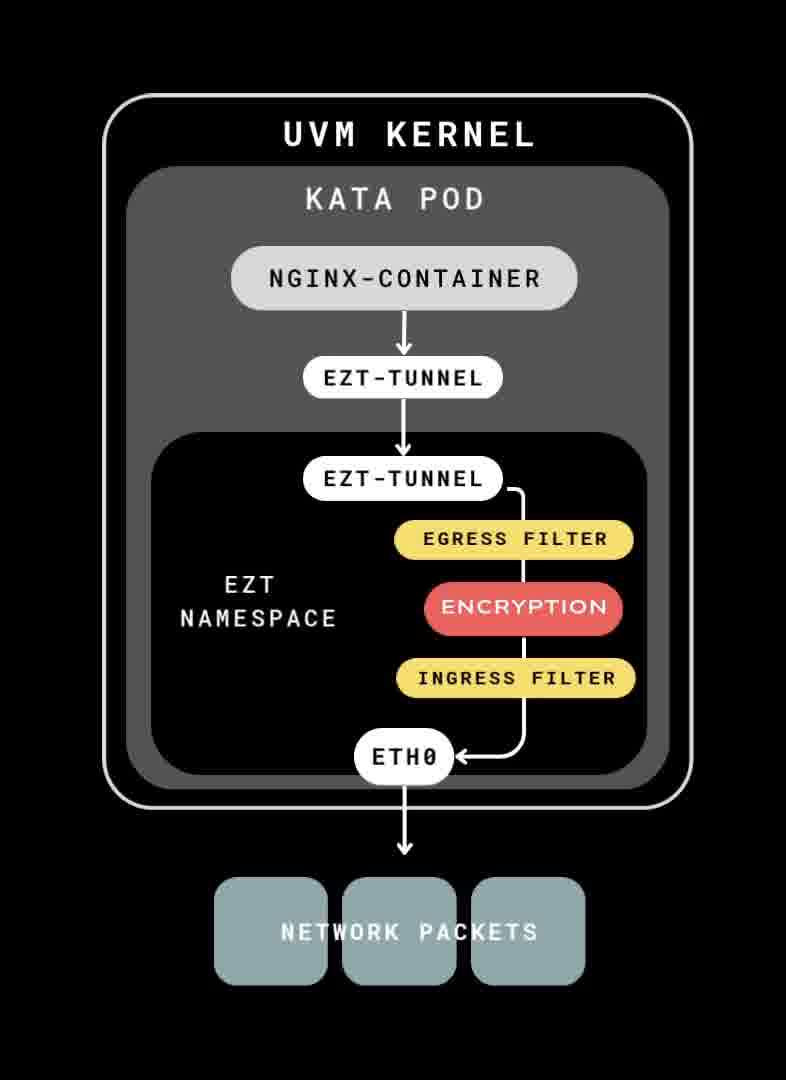 UVM KERNEL
KATA POD
NGINX-CONTAINER
EZT-TUNNEL
EZT-TUNNEL
EGRESS FILTER
EZT
NAMESPACE
ENCRYPTION
INGRESS FILTER
ETH0
NETWORK PACKETS